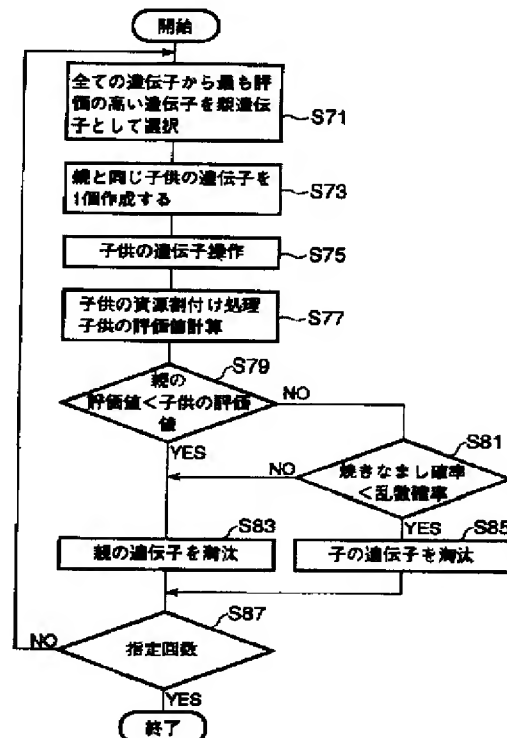 開始
全ての遺伝子から最も評
価の高い遺伝子を親遺伝
子として選択
S71
親と同じ子供の遺伝子を
1個作成する
S73
子供の遺伝子操作
S75
子供の資源割付け処理
子供の評価値計算
S77
S79
親の
評価値<子供の評価
値
NO
YES
S81
焼きなまし確率
<乱数確率
NO
YES
S83
親の遺伝子を淘汰
S85
子の遺伝子を淘汰
S87
指定回数
NO
YES
終了